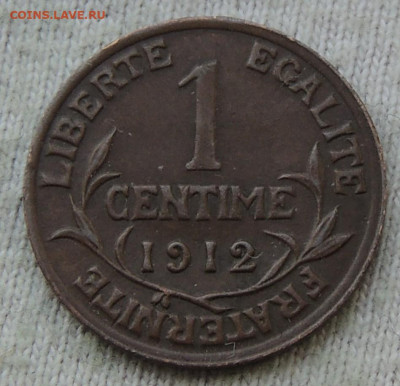 COINS.LAVE.RU
LIBERTE EGALITE
FRATERNITE
1
CENTIME
1912